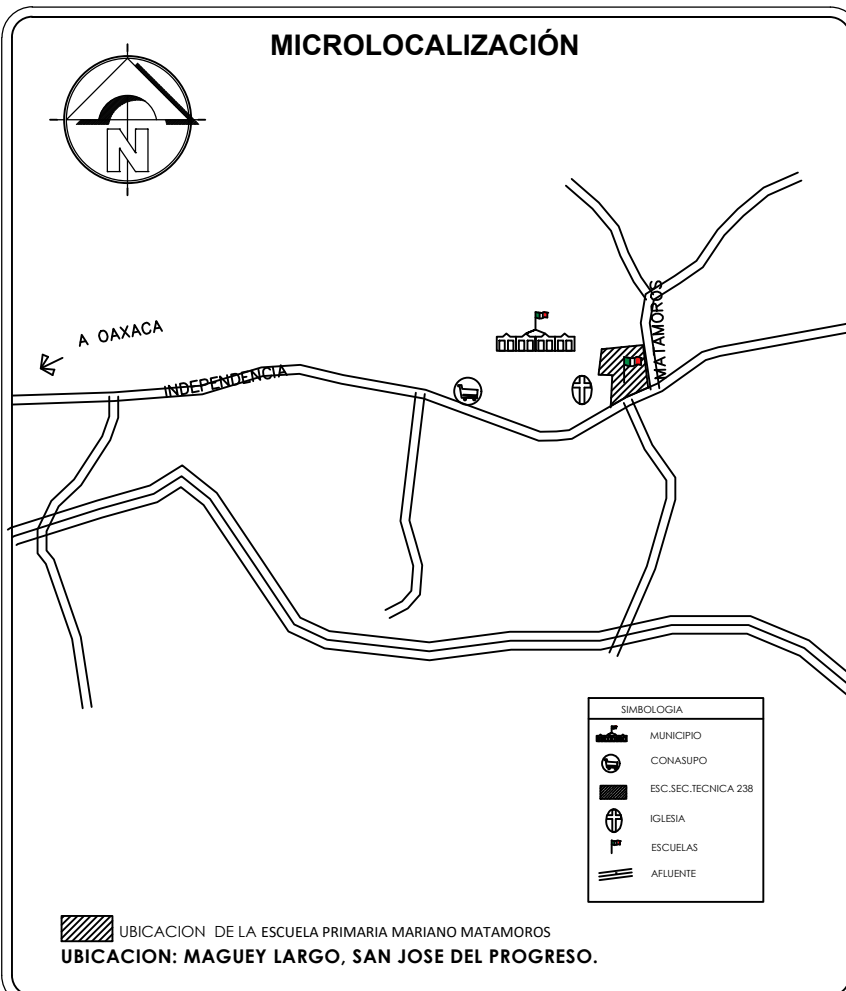 MICROLOCALIZACIÓN
N
A OAXACA
INDEPENDENCIA
MATAMOROS
SIMBOLOGIA
MUNICIPIO
CONASUPO
ESC.SEC.TECNICA 238
IGLESIA
ESCUELAS
AFLUENTE
UBICACION DE LA ESCUELA PRIMARIA MARIANO MATAMOROS
UBICACION: MAGUEY LARGO, SAN JOSE DEL PROGRESO.